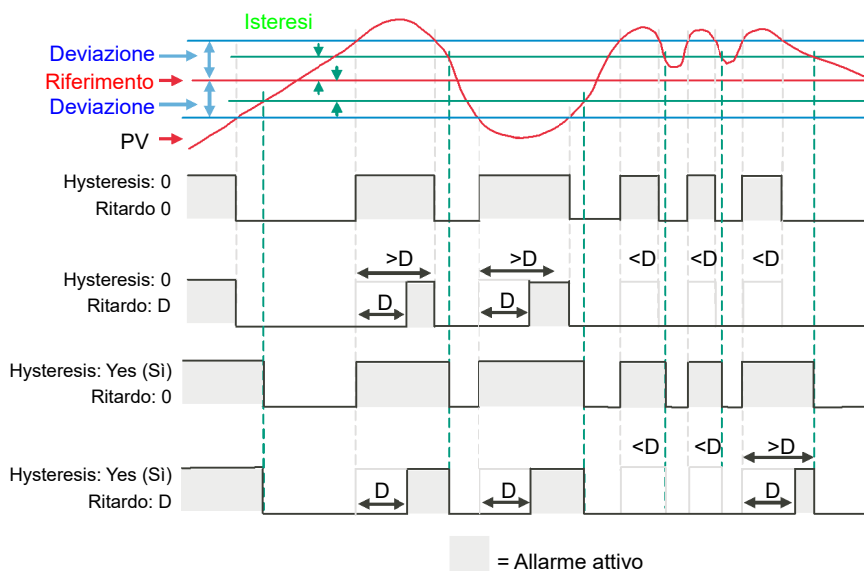 Isteresi
Deviazione
Riferimento
Deviazione
PV
Hysteresis: 0
Ritardo 0
>D
>D
<D
<D
<D
Hysteresis: 0
Ritardo: D
D
D
Hysteresis: Yes (Sì)
Ritardo: 0
<D
<D
>D
Hysteresis: Yes (Sì)
Ritardo: D
D
D
D
= Allarme attivo